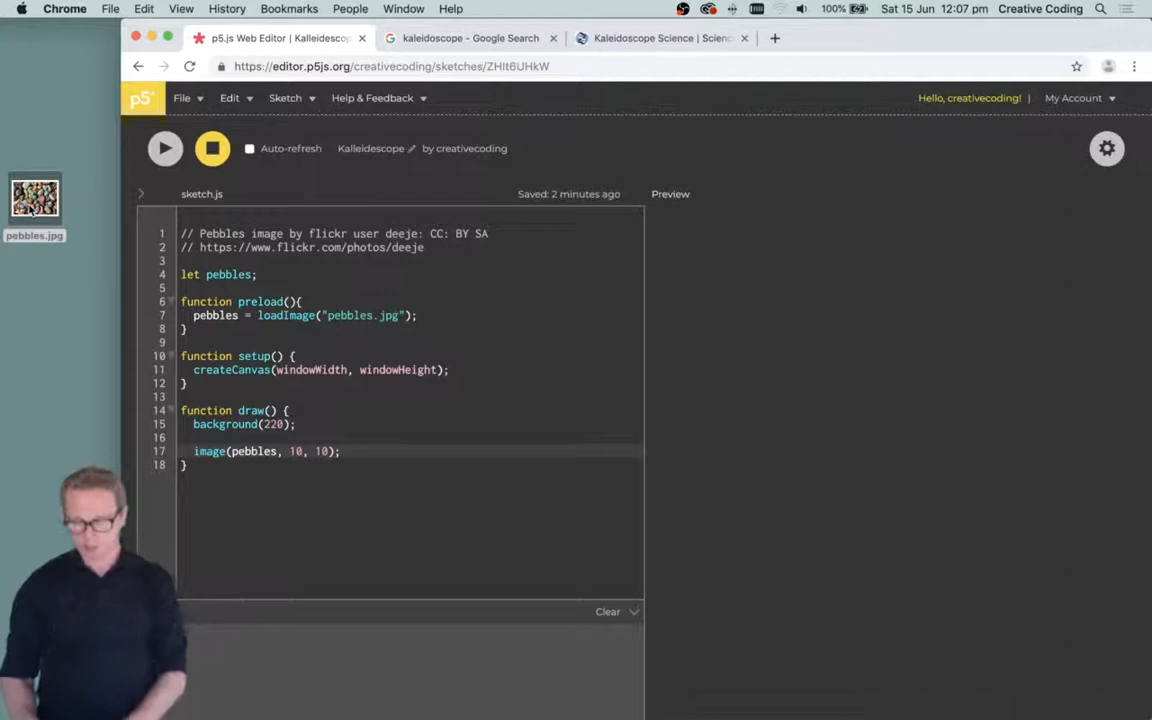 Chrome File Edit View History Bookmarks People Window Help 100% Sat 15 Jun 12:07 pm Creative Coding
p5.js Web Editor | Kalleidescop
kaleidoscope - Google Search
Kaleidoscope Science | Scienc
https://editor.p5js.org/creativecoding/sketches/ZHIt6UHkW
p5* File Edit Sketch Help & Feedback Hello, creativecoding! | My Account
Auto-refresh Kalleidescope by creativecoding
sketch.js Saved: 2 minutes ago Preview
pebbles.jpg
1 // Pebbles image by flickr user deeje: CC: BY SA
2 // https://www.flickr.com/photos/deeje
3
4 let pebbles;
5
6 function preload(){
7 pebbles = loadImage("pebbles.jpg");
8 }
9
10 function setup() {
11 createCanvas(windowWidth, windowHeight);
12 }
13
14 function draw() {
15 background(220);
16
17 image(pebbles, 10, 10);
18 }
Clear